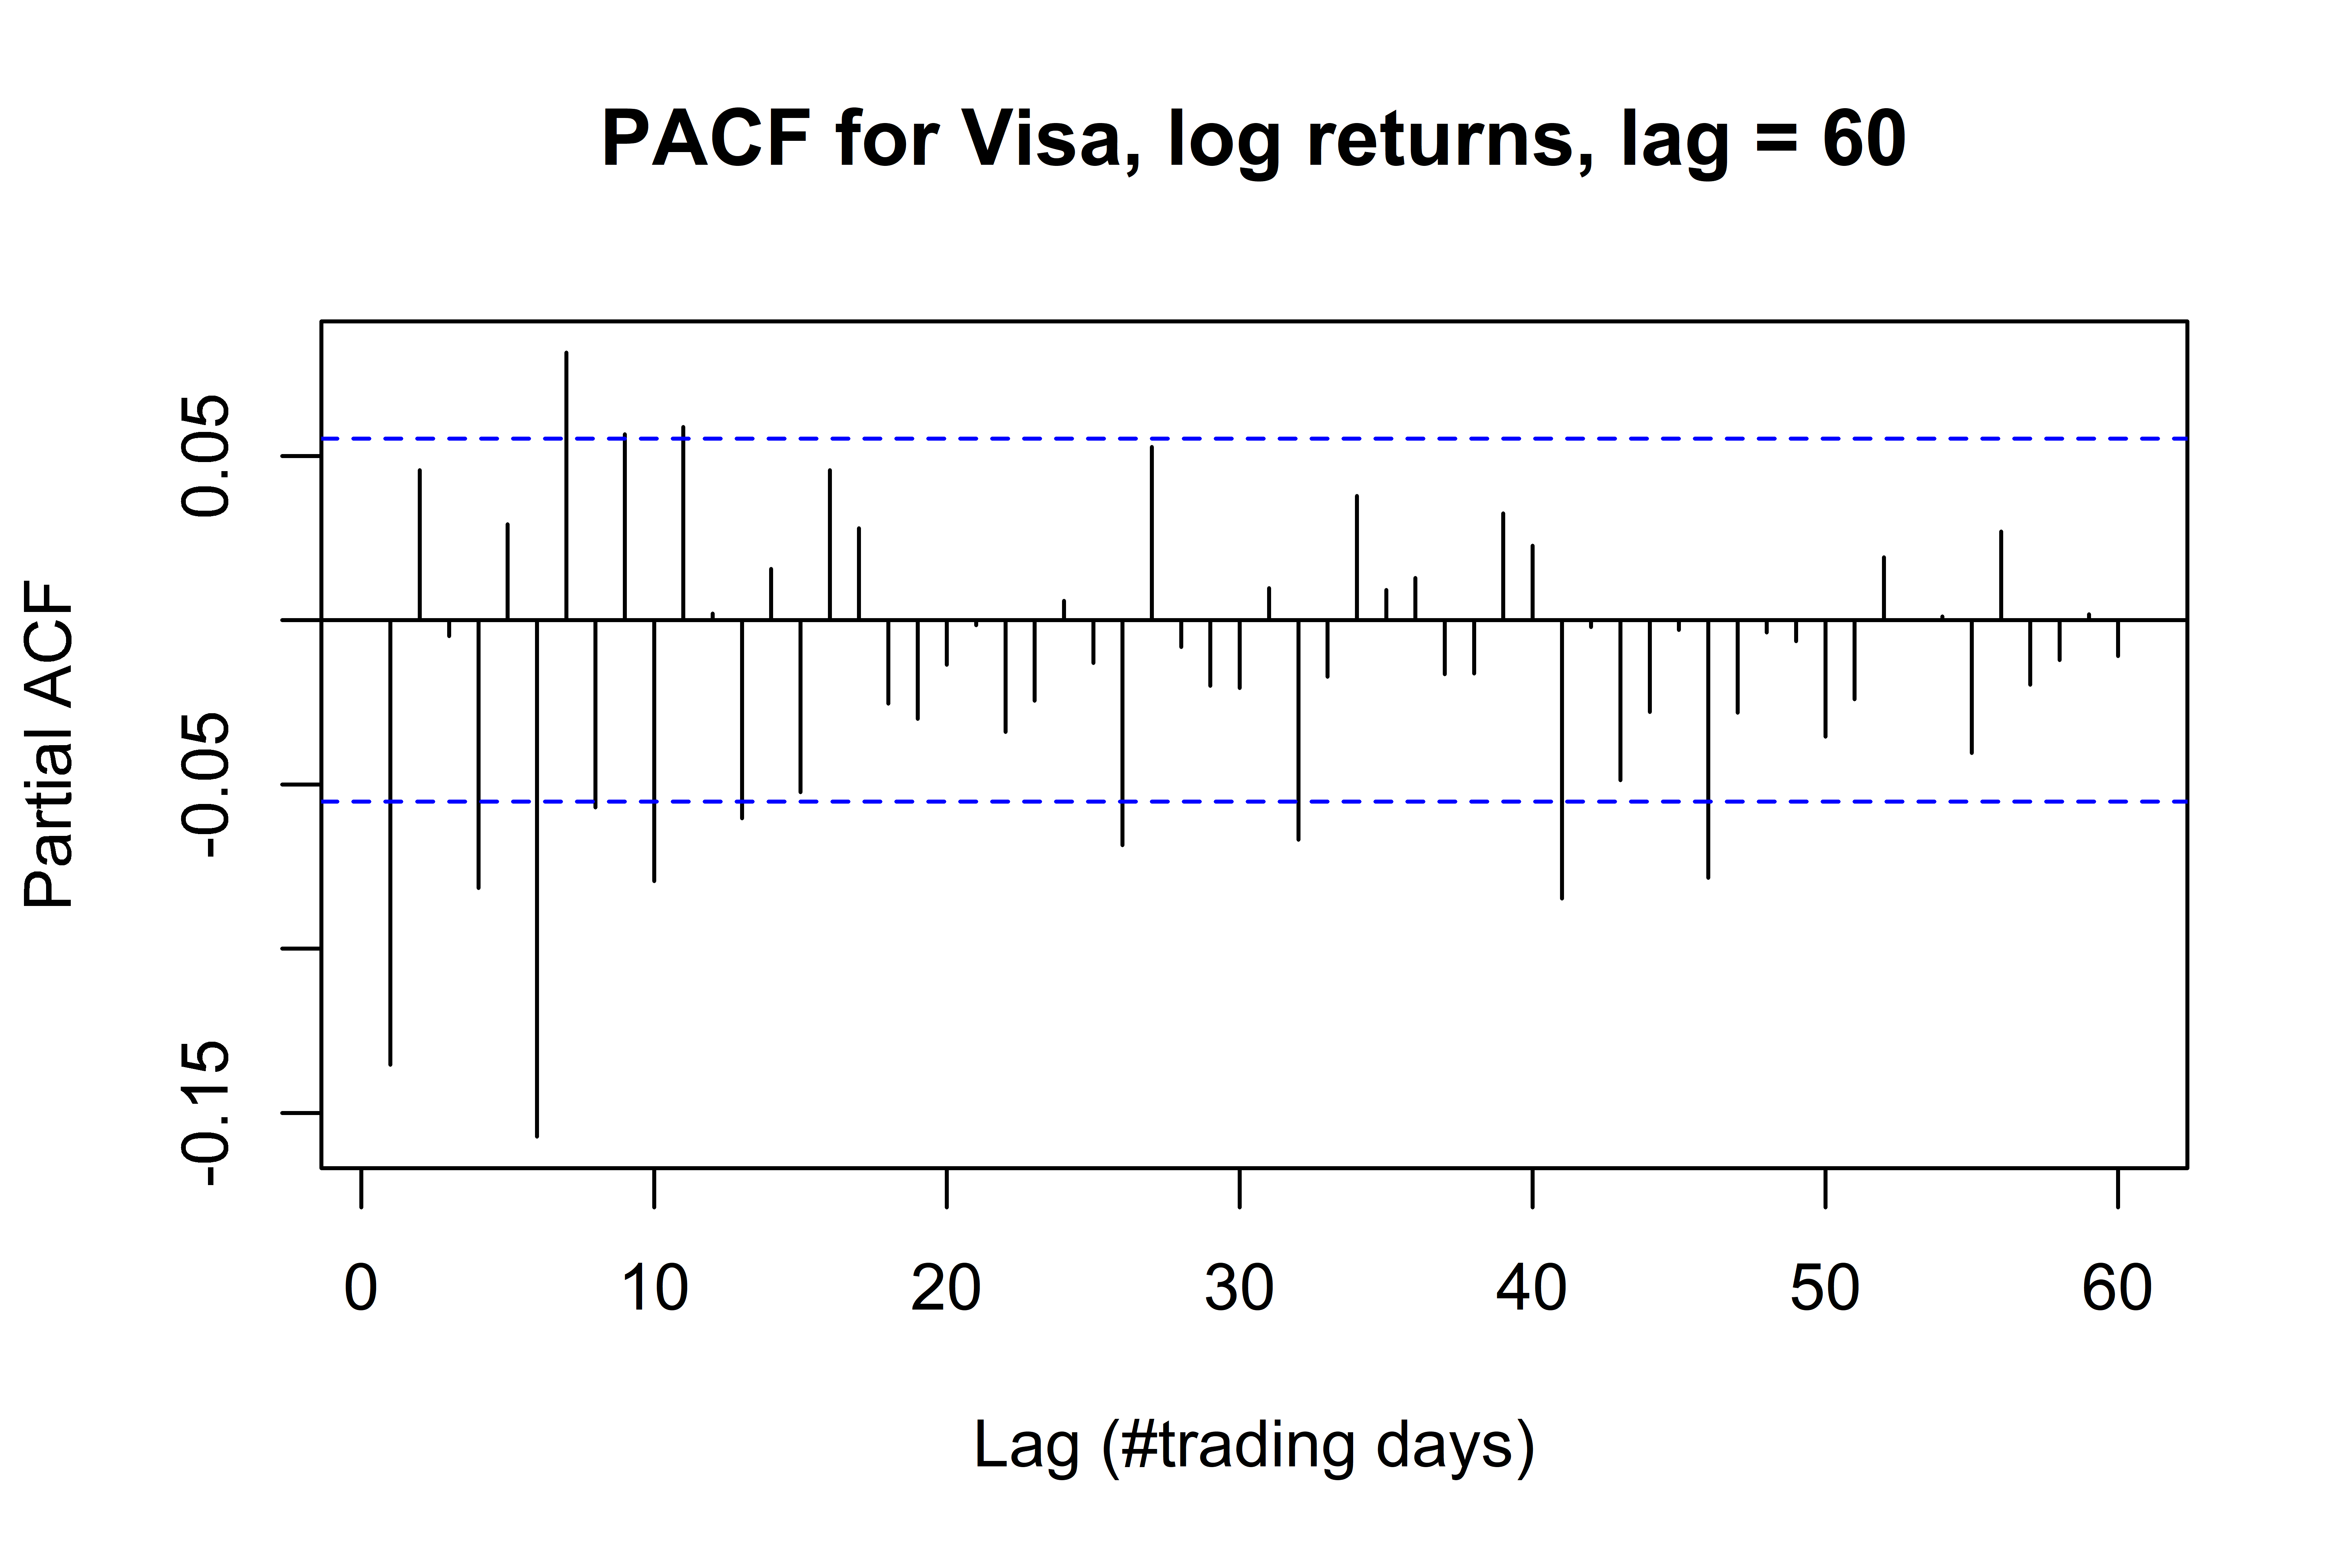 PACF for Visa, log returns, lag = 60
Partial ACF
0.05
-0.05
-0.15
0 10 20 30 40 50 60
Lag (#trading days)